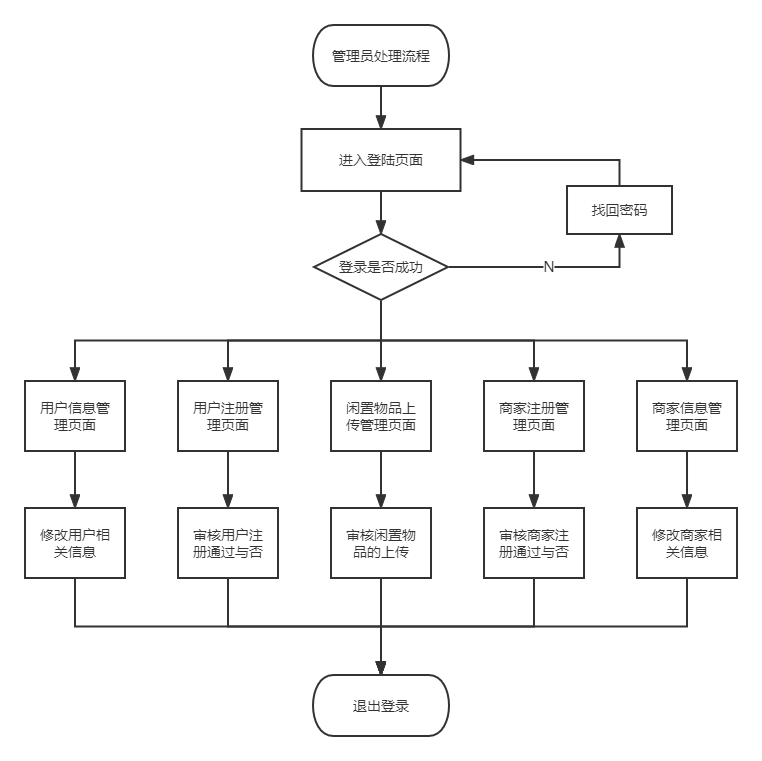 管理员处理流程
进入登陆页面
找回密码
登录是否成功
N
用户信息管
理页面
用户注册管
理页面
闲置物品上
传管理页面
商家注册管
理页面
商家信息管
理页面
修改用户相
关信息
审核用户注
册通过与否
审核闲置物
品的上传
审核商家注
册通过与否
修改商家相
关信息
退出登录